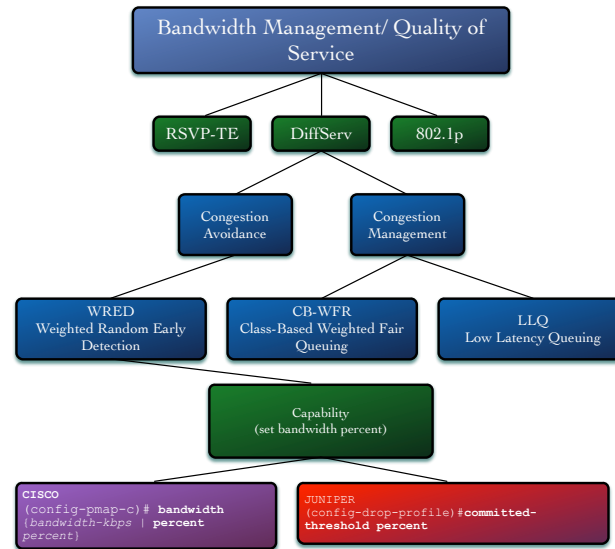 Bandwidth Management/ Quality of
Service
RSVP-TE
DiffServ
802.1p
Congestion
Avoidance
Congestion
Management
WRED
Weighted Random Early
Detection
CB-WFR
Class-Based Weighted Fair
Queuing
LLQ
Low Latency Queuing
Capability
(set bandwidth percent)
CISCO
(config-pmap-c)# bandwidth
{bandwidth-kbps | percent
percent}
JUNIPER
(config-drop-profile)#committed-
threshold percent